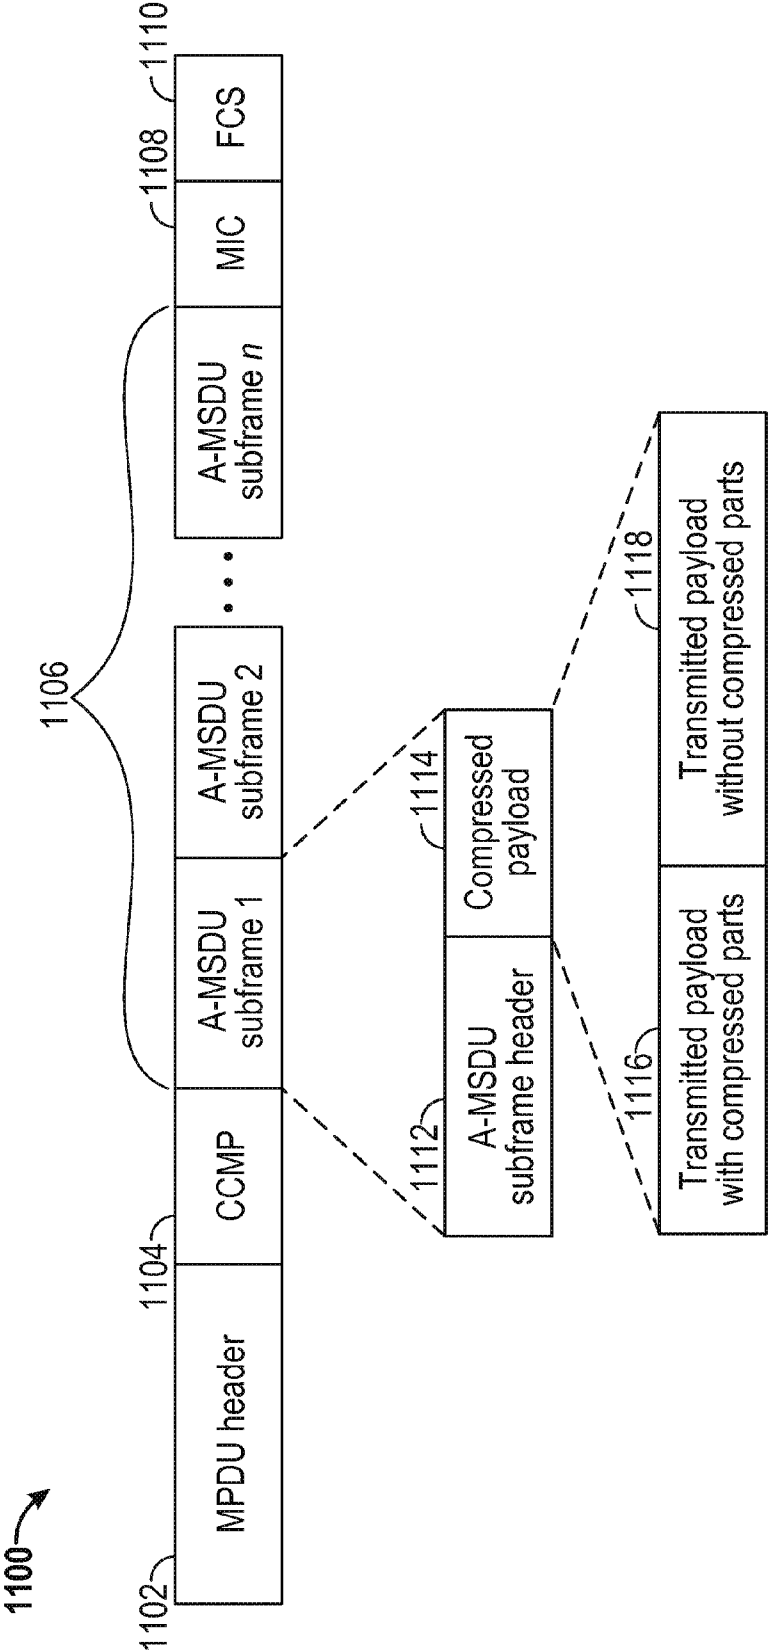 1100
1106
1102
1104
1108
1110
MPDU header
CCMP
A-MSDU
subframe 1
A-MSDU
subframe 2
• • •
A-MSDU
subframe n
MIC
FCS
1112
1114
A-MSDU
subframe header
Compressed
payload
1116
1118
Transmitted payload
with compressed parts
Transmitted payload
without compressed parts